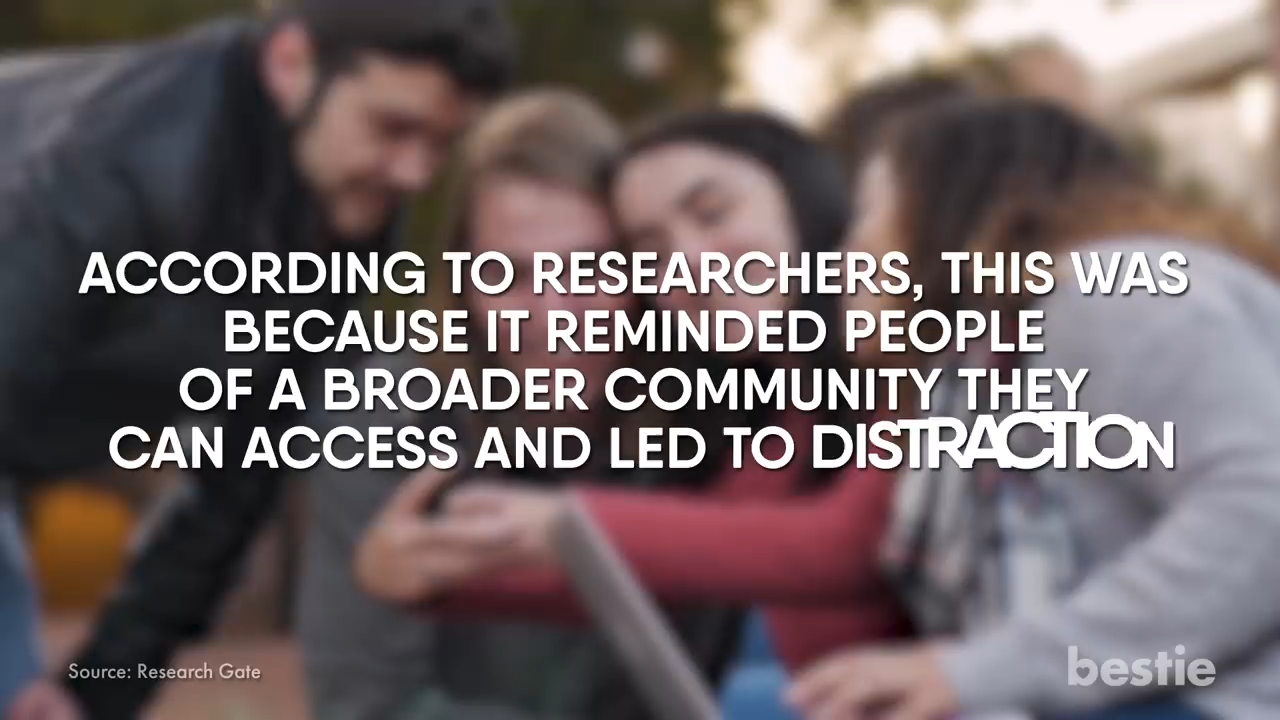 ACCORDING TO RESEARCHERS, THIS WAS
BECAUSE IT REMINDED PEOPLE
OF A BROADER COMMUNITY THEY
CAN ACCESS AND LED TO DISTRACTION
Source: Research Gate
bestie